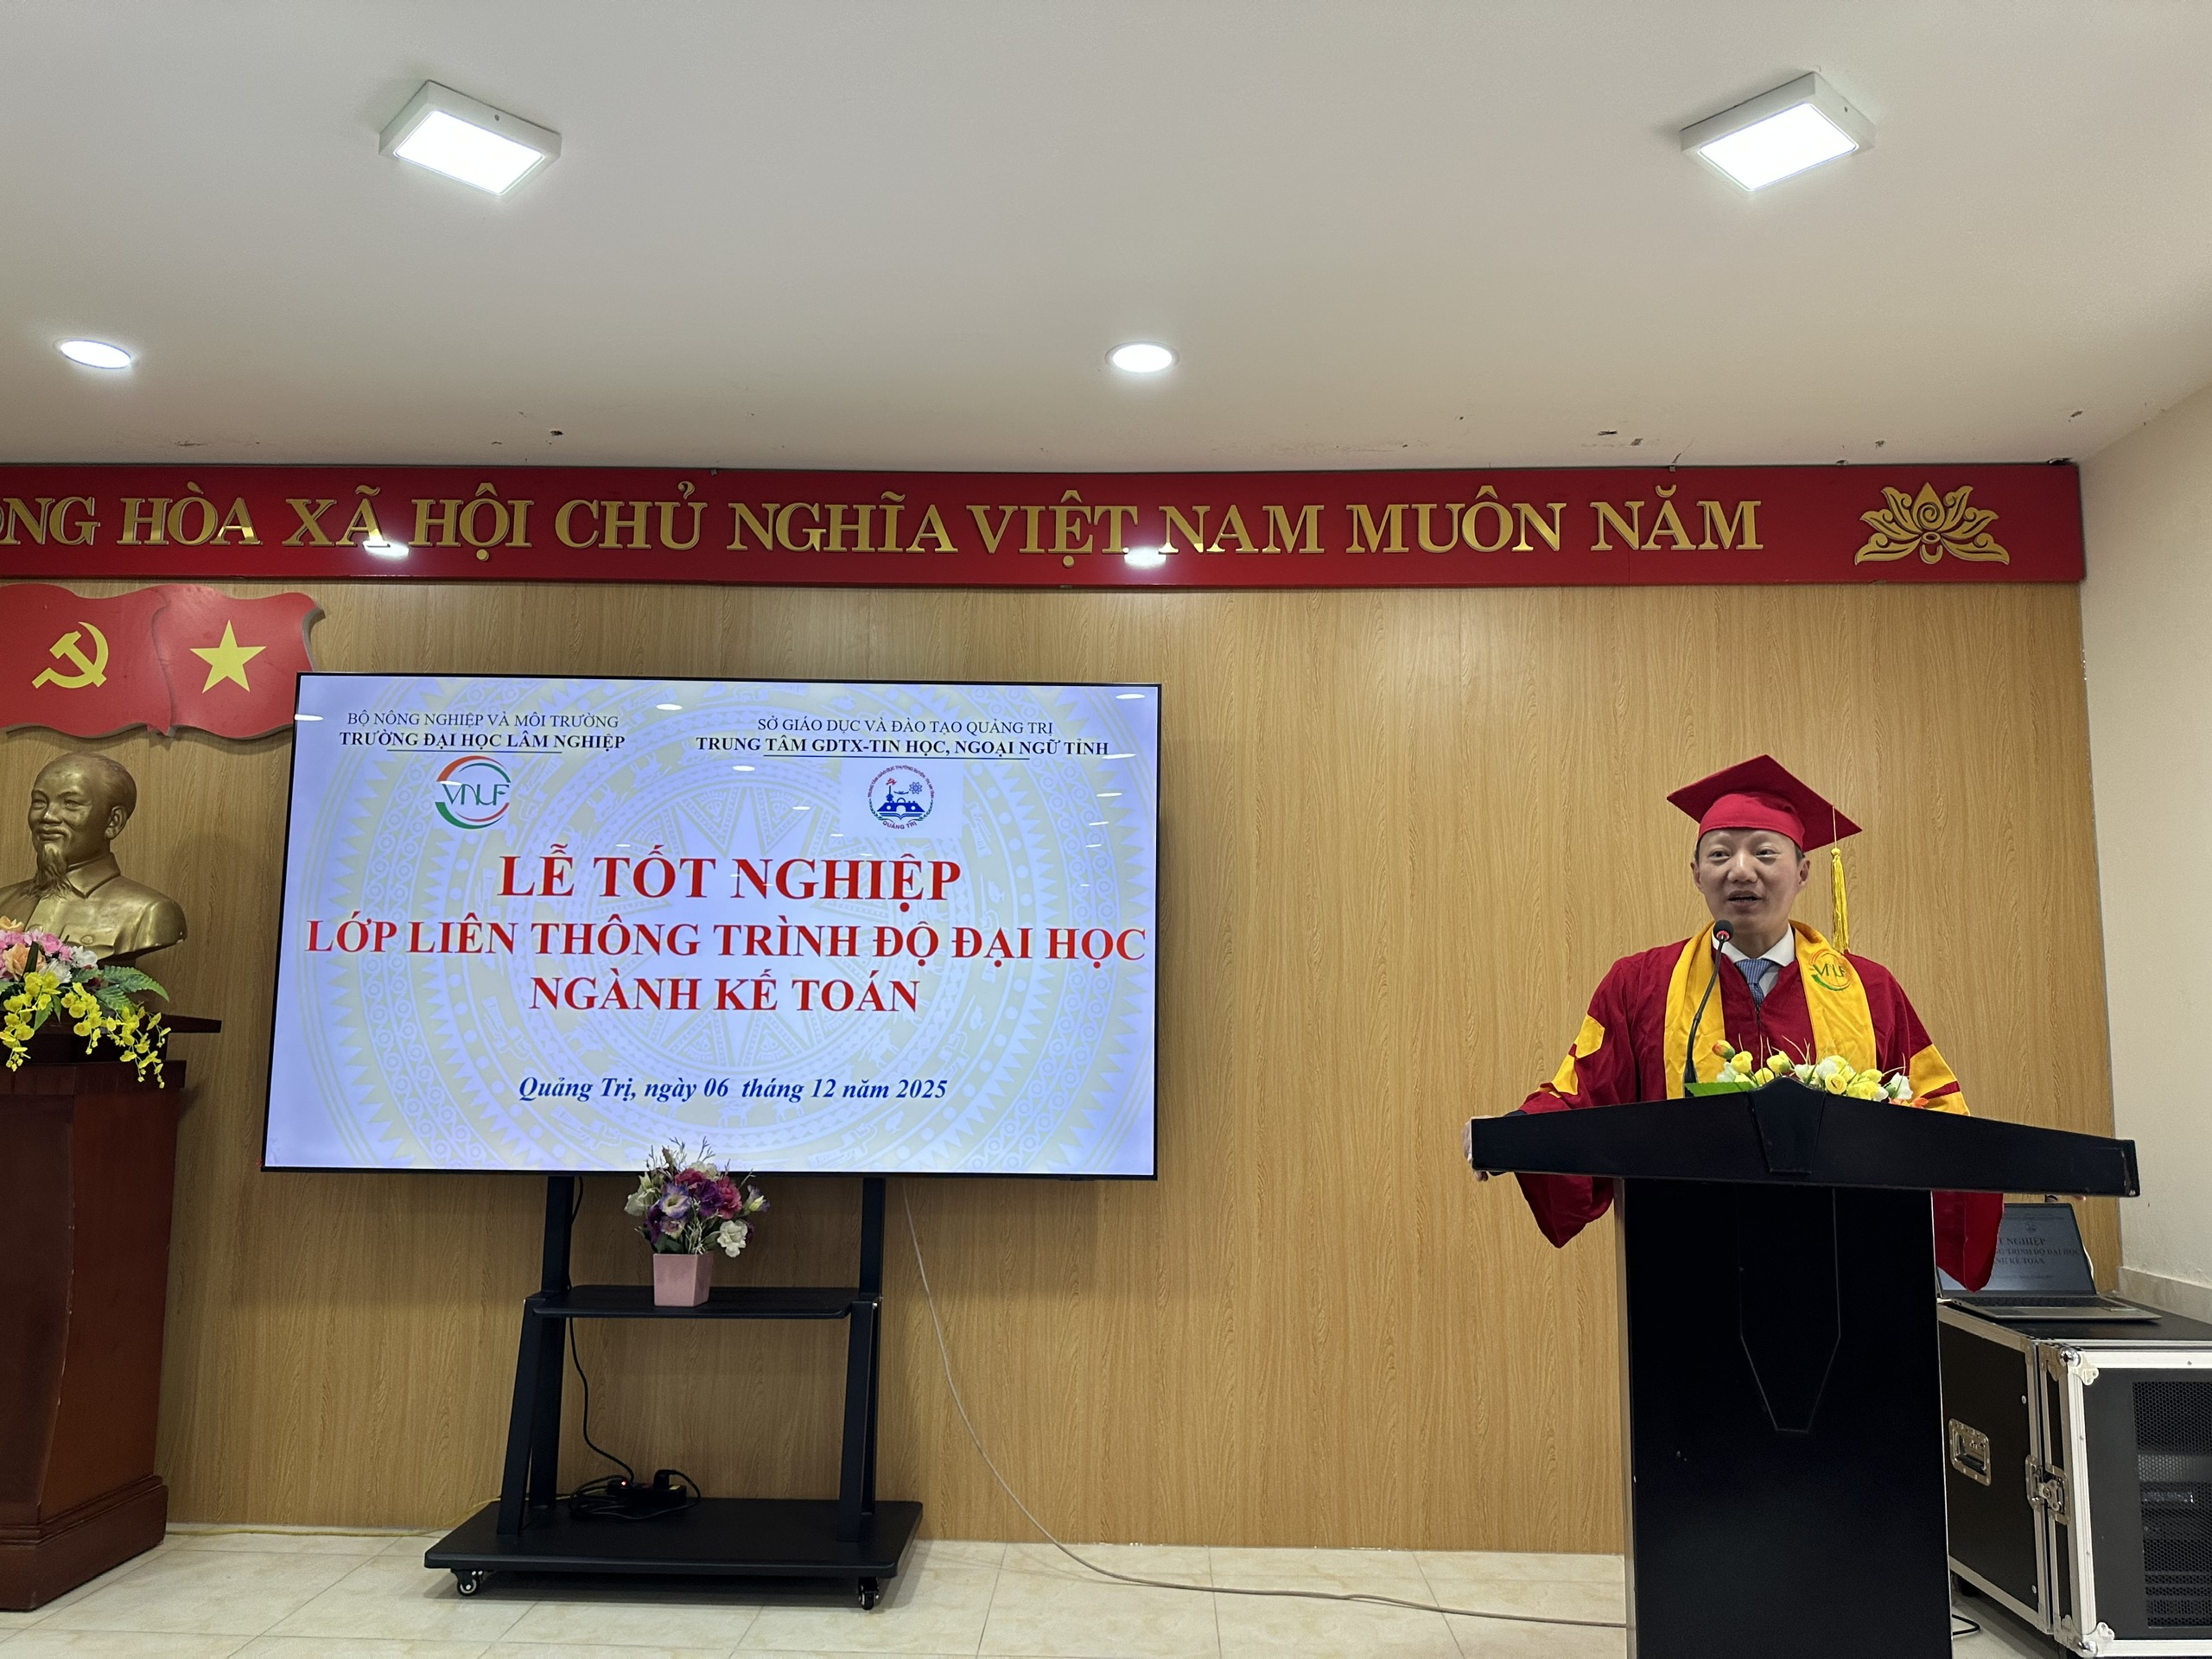 HÒA XÃ HỘI CHỦ NGHĨA VIỆT NAM MUÔN NĂM
BỘ NÔNG NGHIỆP VÀ MÔI TRƯỜNG
TRƯỜNG ĐẠI HỌC LÂM NGHIỆP
SỞ GIÁO DỤC VÀ ĐÀO TẠO QUẢNG TRỊ
TRUNG TÂM GDTX-TIN HỌC, NGOẠI NGỮ TỈNH
VNUF
QUẢNG TRỊ
LỄ TỐT NGHIỆP
LỚP LIÊN THÔNG TRÌNH ĐỘ ĐẠI HỌC
NGÀNH KẾ TOÁN
Quảng Trị, ngày 06 tháng 12 năm 2025
VNUF